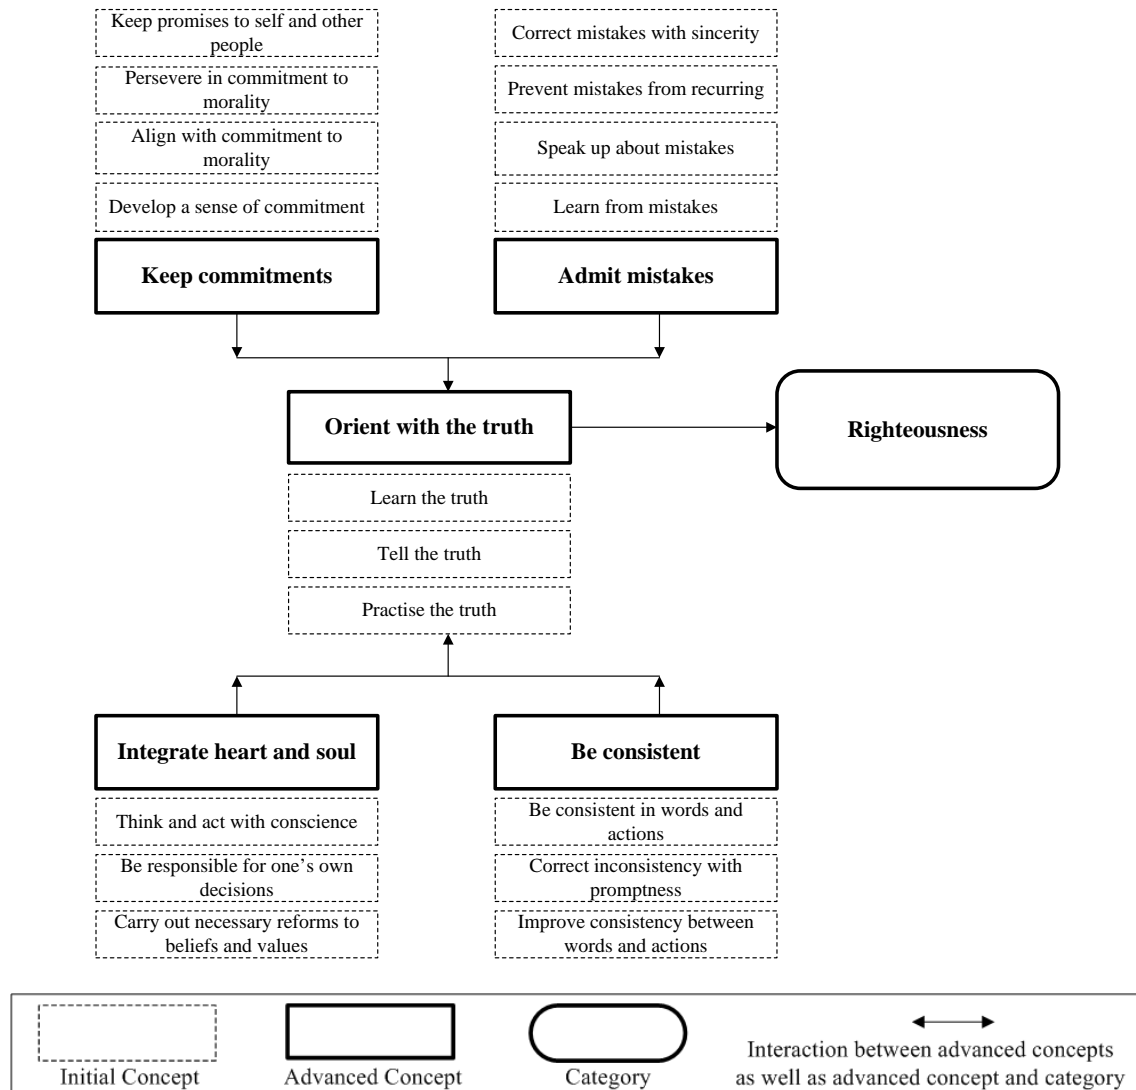 Keep promises to self and other
people
Persevere in commitment to
morality
Align with commitment to
morality
Develop a sense of commitment
Keep commitments
Correct mistakes with sincerity
Prevent mistakes from recurring
Speak up about mistakes
Learn from mistakes
Admit mistakes
Orient with the truth
Learn the truth
Tell the truth
Practise the truth
Righteousness
Integrate heart and soul
Think and act with conscience
Be responsible for one’s own
decisions
Carry out necessary reforms to
beliefs and values
Be consistent
Be consistent in words and
actions
Correct inconsistency with
promptness
Improve consistency between
words and actions
Initial Concept
Advanced Concept
Category
Interaction between advanced concepts
as well as advanced concept and category